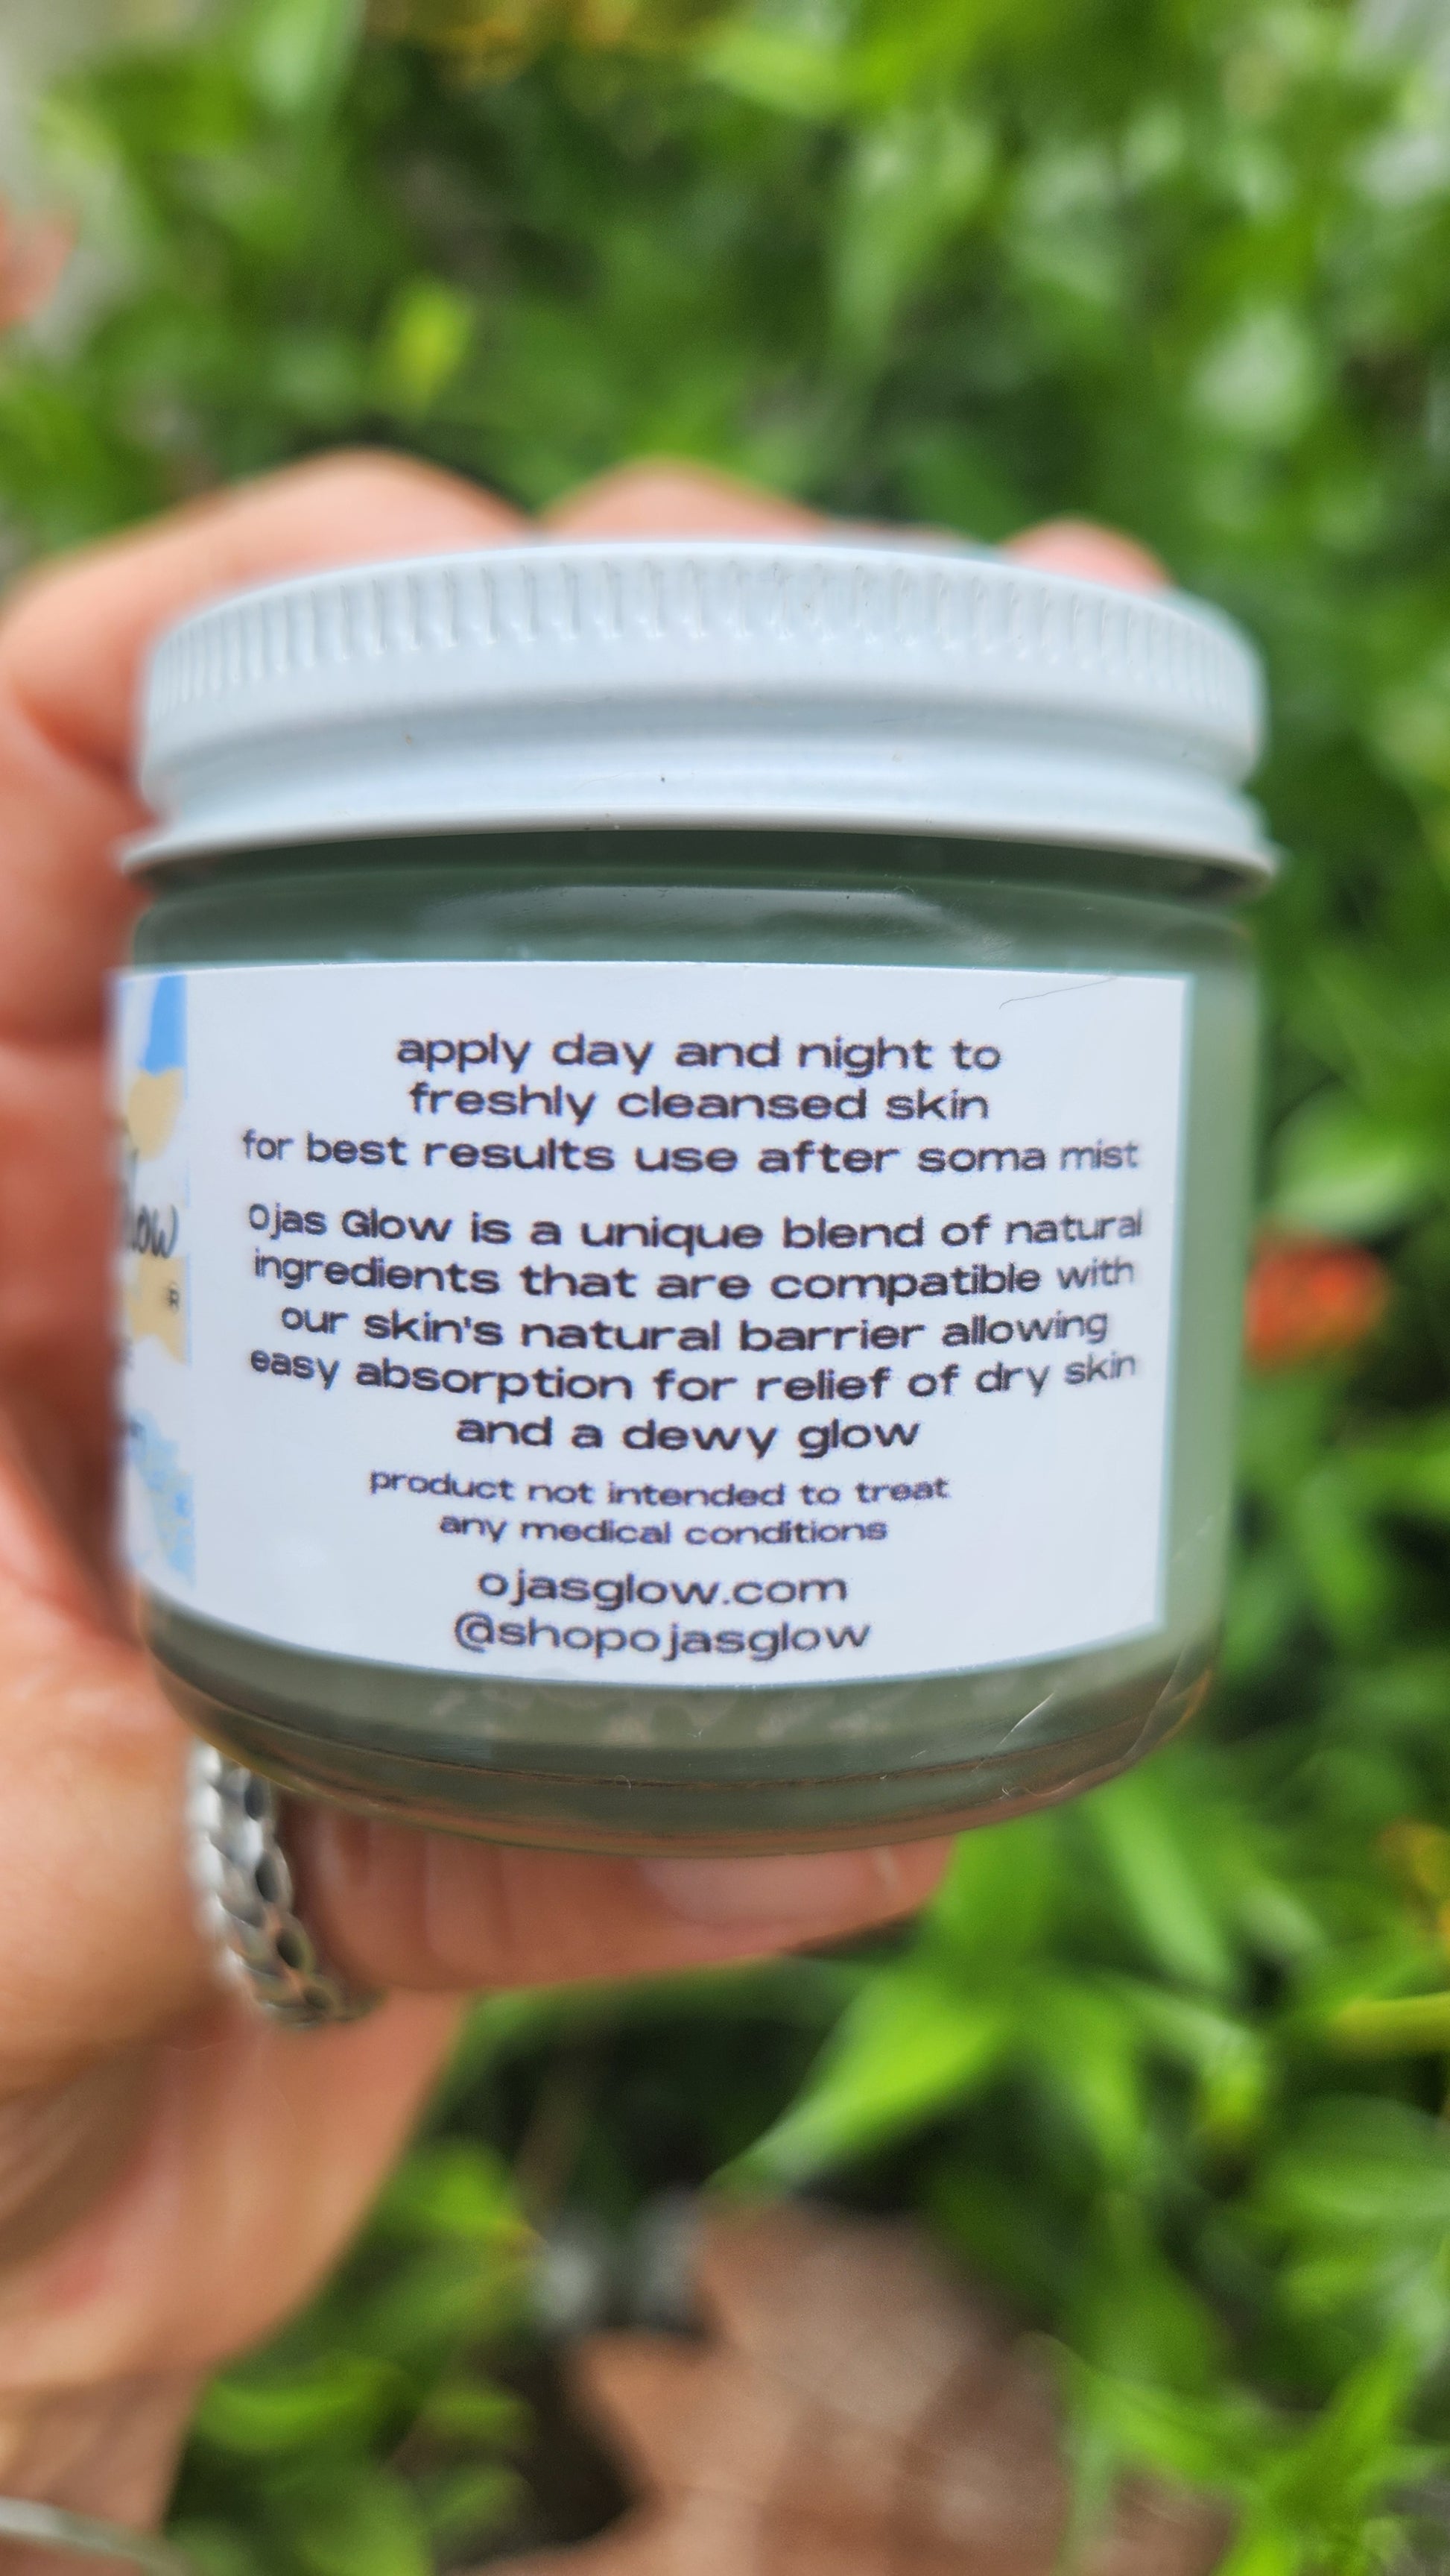 apply day and night to
freshly cleansed skin
for best results use after soma mist
Ojas Glow is a unique blend of natural
ingredients that are compatible with
our skin's natural barrier allowing
easy absorption for relief of dry skin
and a dewy glow
product not intended to treat
any medical conditions
ojasglow.com
@shopojasglow